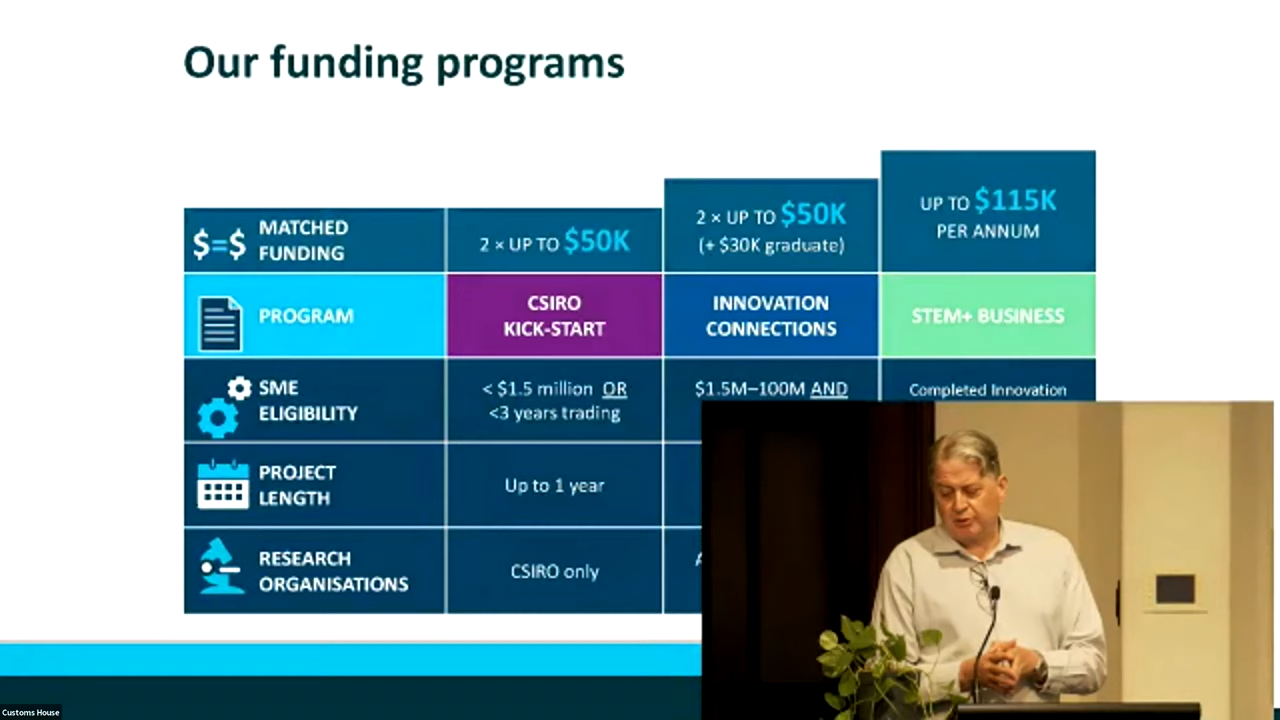 Our funding programs
$=$ MATCHED
FUNDING
2 × UP TO $50K
2 × UP TO $50K
(+ $30K graduate)
UP TO $115K
PER ANNUM
PROGRAM
CSIRO
KICK-START
INNOVATION
CONNECTIONS
STEM+ BUSINESS
SME
ELIGIBILITY
< $1.5 million OR
<3 years trading
$1.5M–100M AND
Completed Innovation
PROJECT
LENGTH
Up to 1 year
RESEARCH
ORGANISATIONS
CSIRO only
Customs House